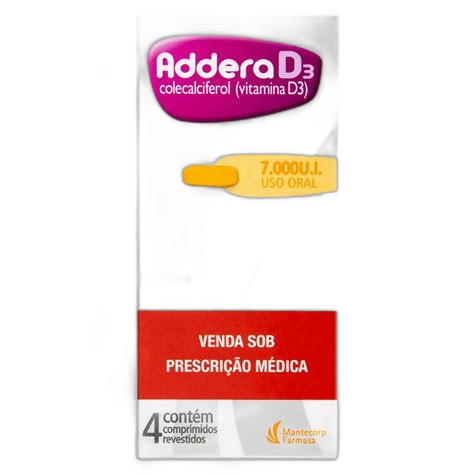 Addera D3
colecalciferol (vitamina D3)
7.000U.I.
USO ORAL
VENDA SOB
PRESCRIÇÃO MÉDICA
4 contém
comprimidos
revestidos
Mantecorp
Farmasa